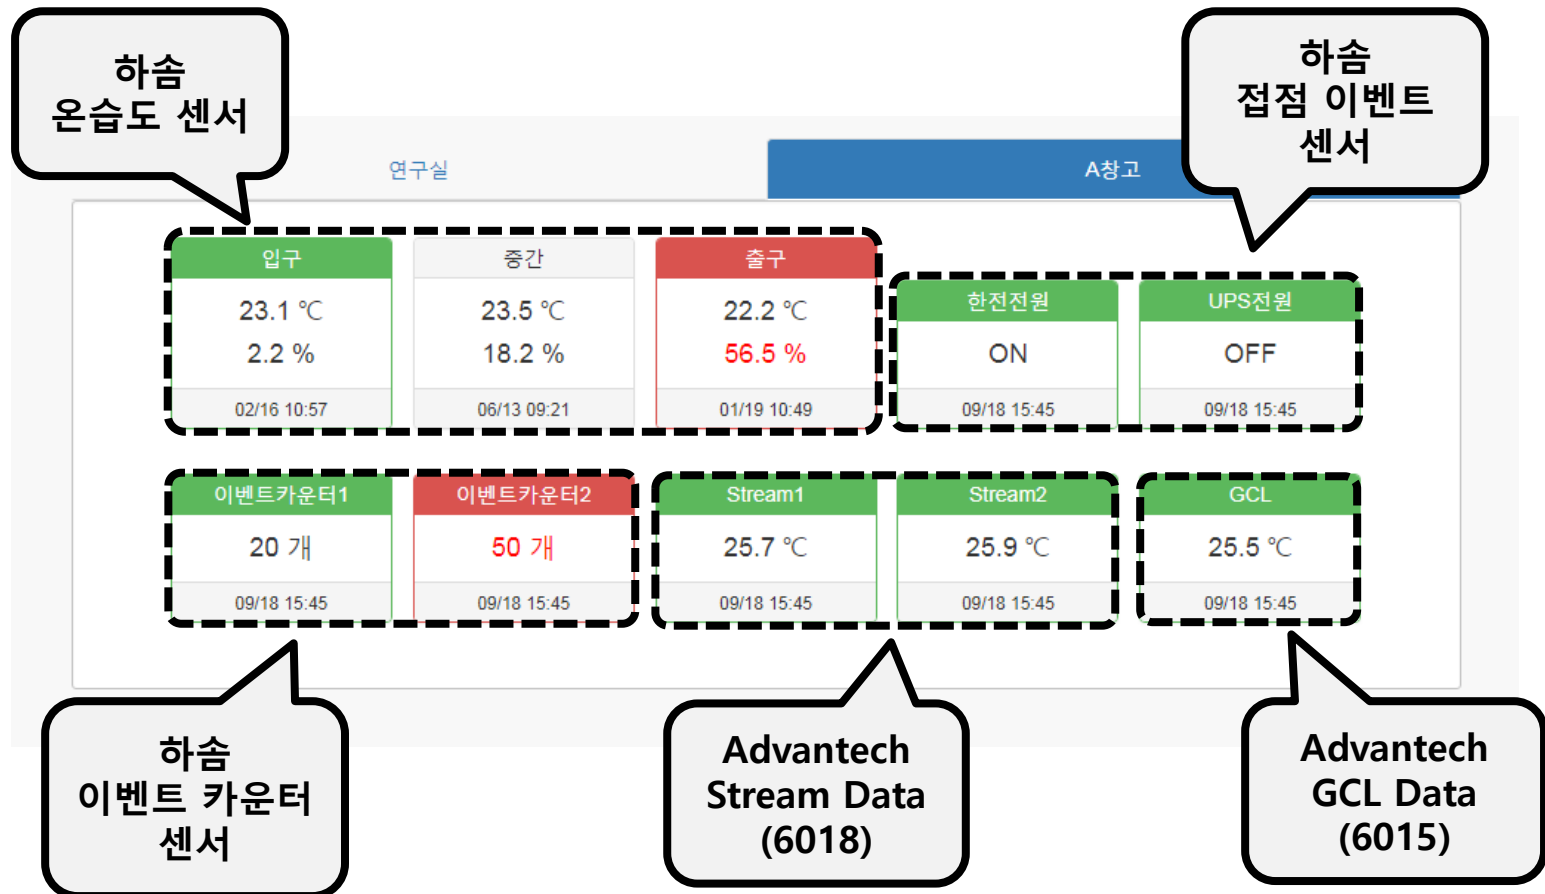 하솜
온습도 센서
하솜
접점 이벤트
센서
연구실
A창고
입구
23.1 ℃
2.2 %
02/16 10:57
중간
23.5 ℃
18.2 %
06/13 09:21
출구
22.2 ℃
56.5 %
01/19 10:49
한전전원
ON
09/18 15:45
UPS전원
OFF
09/18 15:45
이벤트카운터1
20 개
09/18 15:45
이벤트카운터2
50 개
09/18 15:45
Stream1
25.7 ℃
09/18 15:45
Stream2
25.9 ℃
09/18 15:45
GCL
25.5 ℃
09/18 15:45
하솜
이벤트 카운터
센서
Advantech
Stream Data
(6018)
Advantech
GCL Data
(6015)